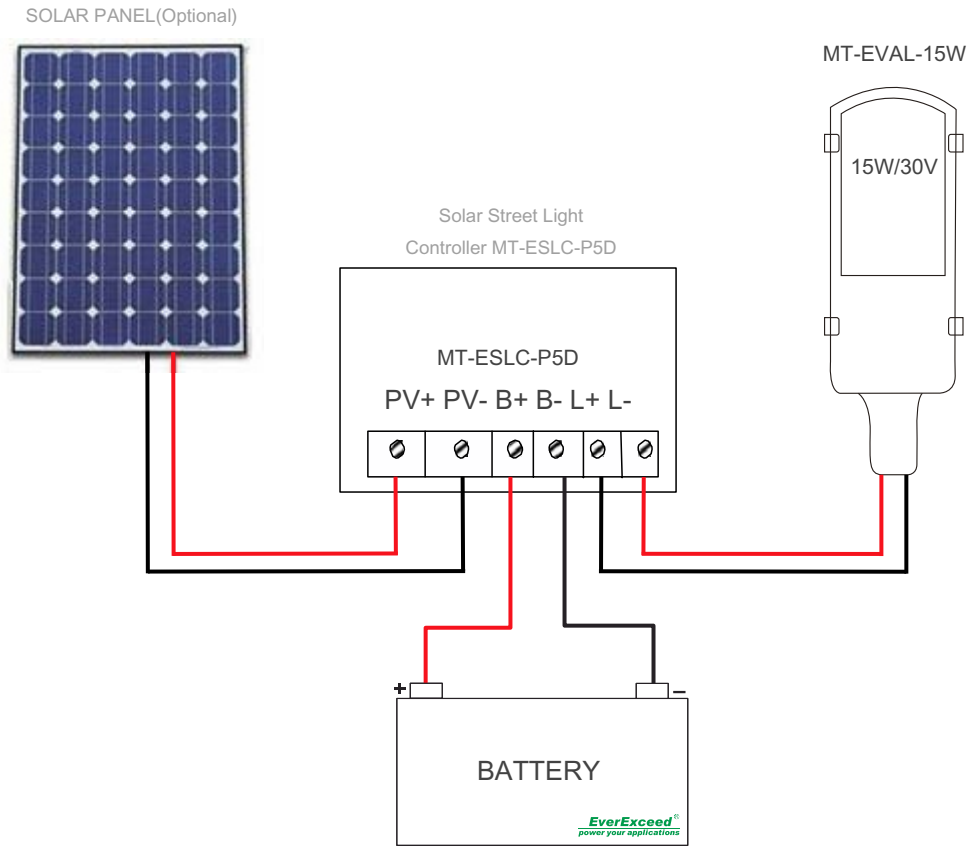 SOLAR PANEL(Optional)
MT-EVAL-15W
15W/30V
Solar Street Light
Controller MT-ESLC-P5D
MT-ESLC-P5D
PV+ PV- B+ B- L+ L-
+ −
BATTERY
EverExceed®
power your applications